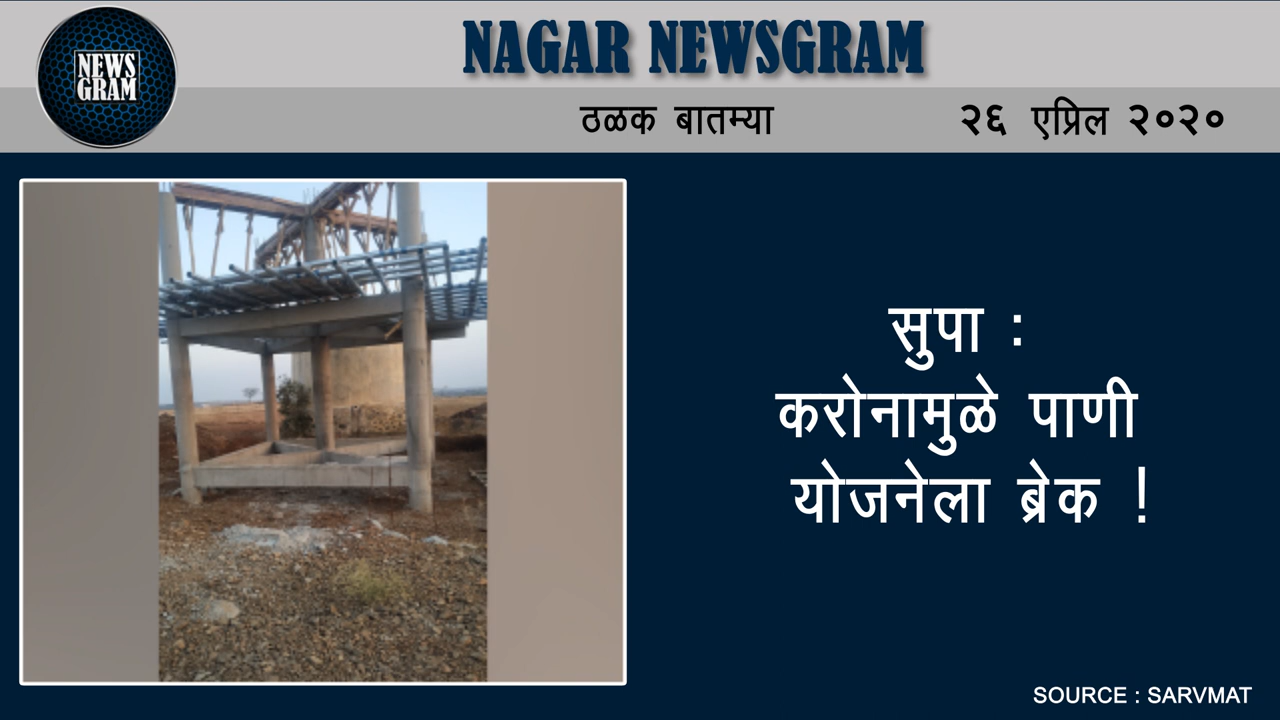 NEWS
GRAM
NAGAR NEWSGRAM
ठळक बातम्या
२६ एप्रिल २०२०
सुपा :
करोनामुळे पाणी
योजनेला ब्रेक !
SOURCE : SARVMAT